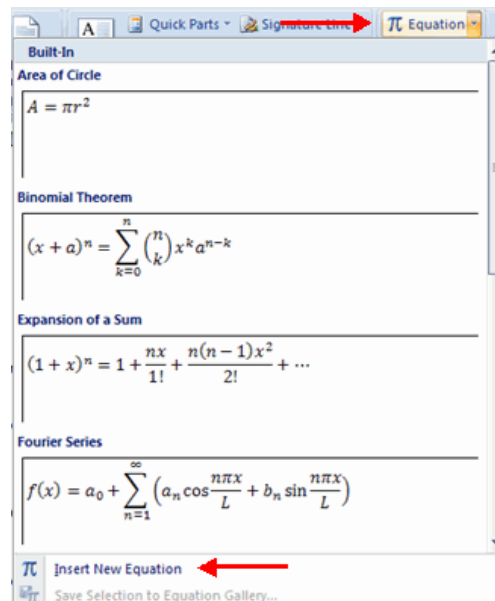 A Quick Parts Signature Line π Equation
Built-In
Area of Circle
A = πr²
Binomial Theorem
(x + a)ⁿ = ∑ₖ₌₀ⁿ (n k) xᵏaⁿ⁻ᵏ
Expansion of a Sum
(1 + x)ⁿ = 1 + nx/1! + n(n − 1)x²/2! + ⋯
Fourier Series
f(x) = a₀ + ∑ₙ₌₁^∞ (aₙ cos nπx/L + bₙ sin nπx/L)
π Insert New Equation
Save Selection to Equation Gallery...